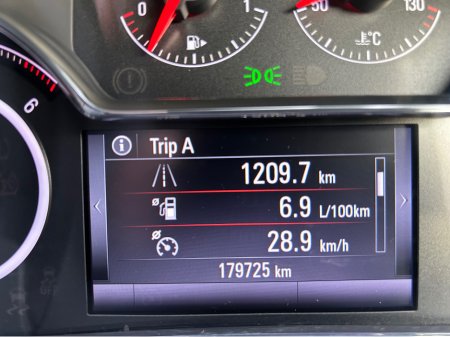 0 1
50 130
°C
6
Trip A
1209.7 km
6.9 L/100km
28.9 km/h
179725 km